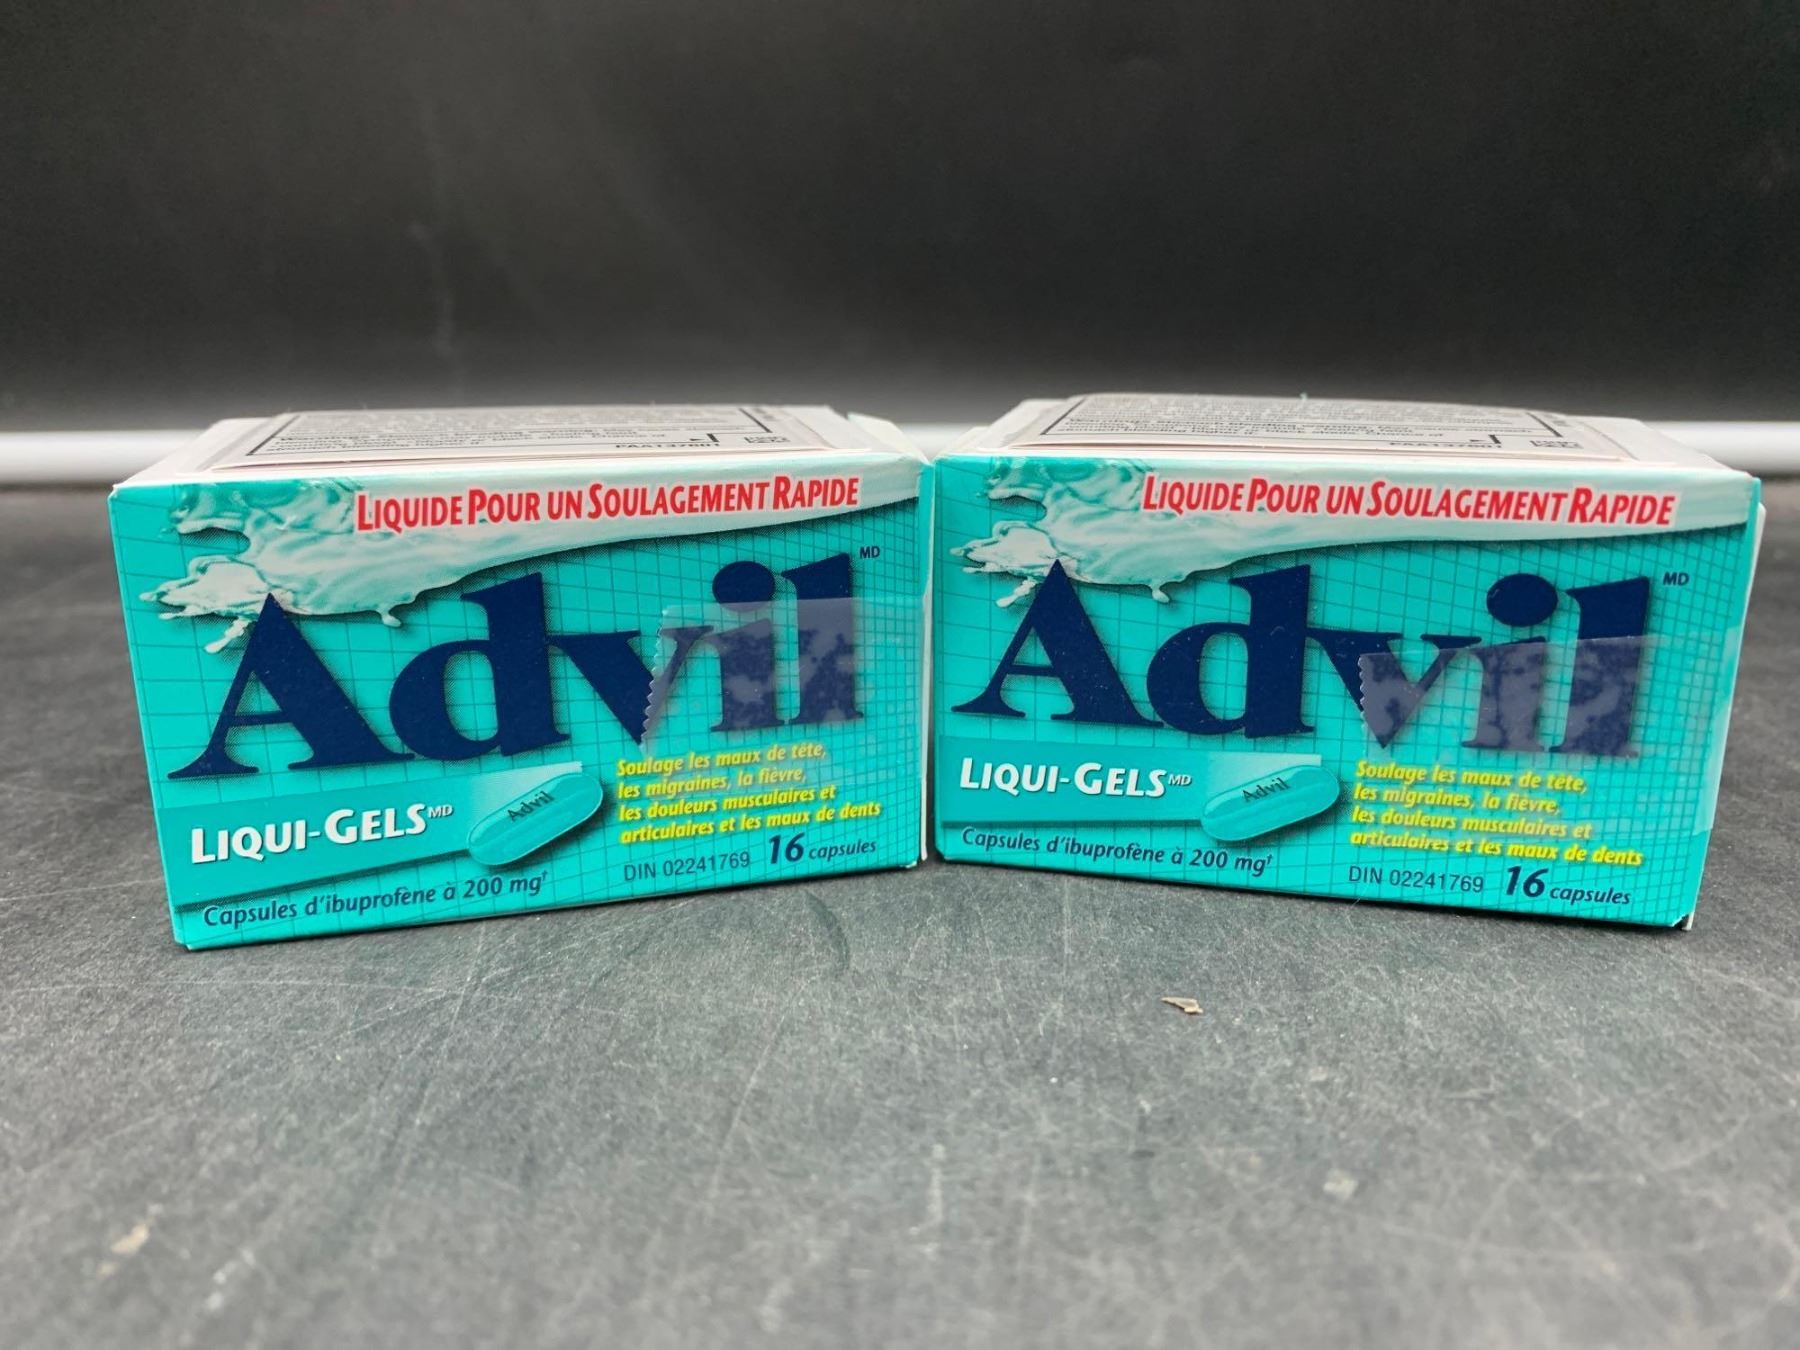 LIQUIDE POUR UN SOULAGEMENT RAPIDE
Advil MD
LIQUI-GELS MD
Advil
Soulage les maux de tête,
les migraines, la fièvre,
les douleurs musculaires et
articulaires et les maux de dents
Capsules d'ibuprofène à 200 mg†
DIN 02241769
16 capsules
LIQUIDE POUR UN SOULAGEMENT RAPIDE
Advil MD
LIQUI-GELS MD
Advil
Soulage les maux de tête,
les migraines, la fièvre,
les douleurs musculaires et
articulaires et les maux de dents
Capsules d'ibuprofène à 200 mg†
DIN 02241769
16 capsules